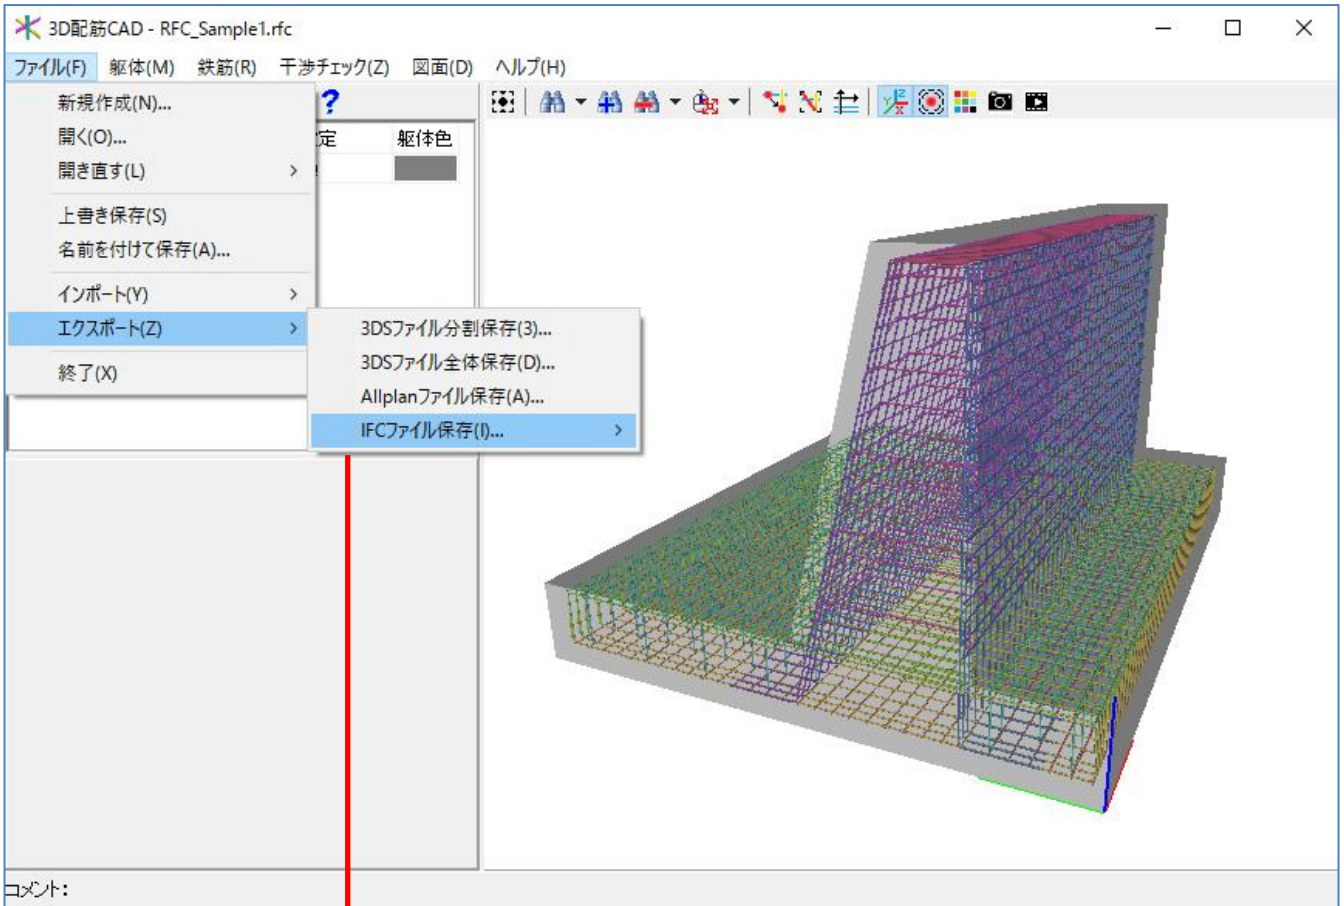 3D配筋CAD - RFC_Sample1.rfc
ファイル(F) 躯体(M) 鉄筋(R) 干渉チェック(Z) 図面(D) ヘルプ(H)
新規作成(N)...
開く(O)...
定 躯体色
開き直す(L)
上書き保存(S)
名前を付けて保存(A)...
インポート(Y)
エクスポート(Z)
終了(X)
3DSファイル分割保存(3)...
3DSファイル全体保存(D)...
Allplanファイル保存(A)...
IFCファイル保存(I)...
コメント: